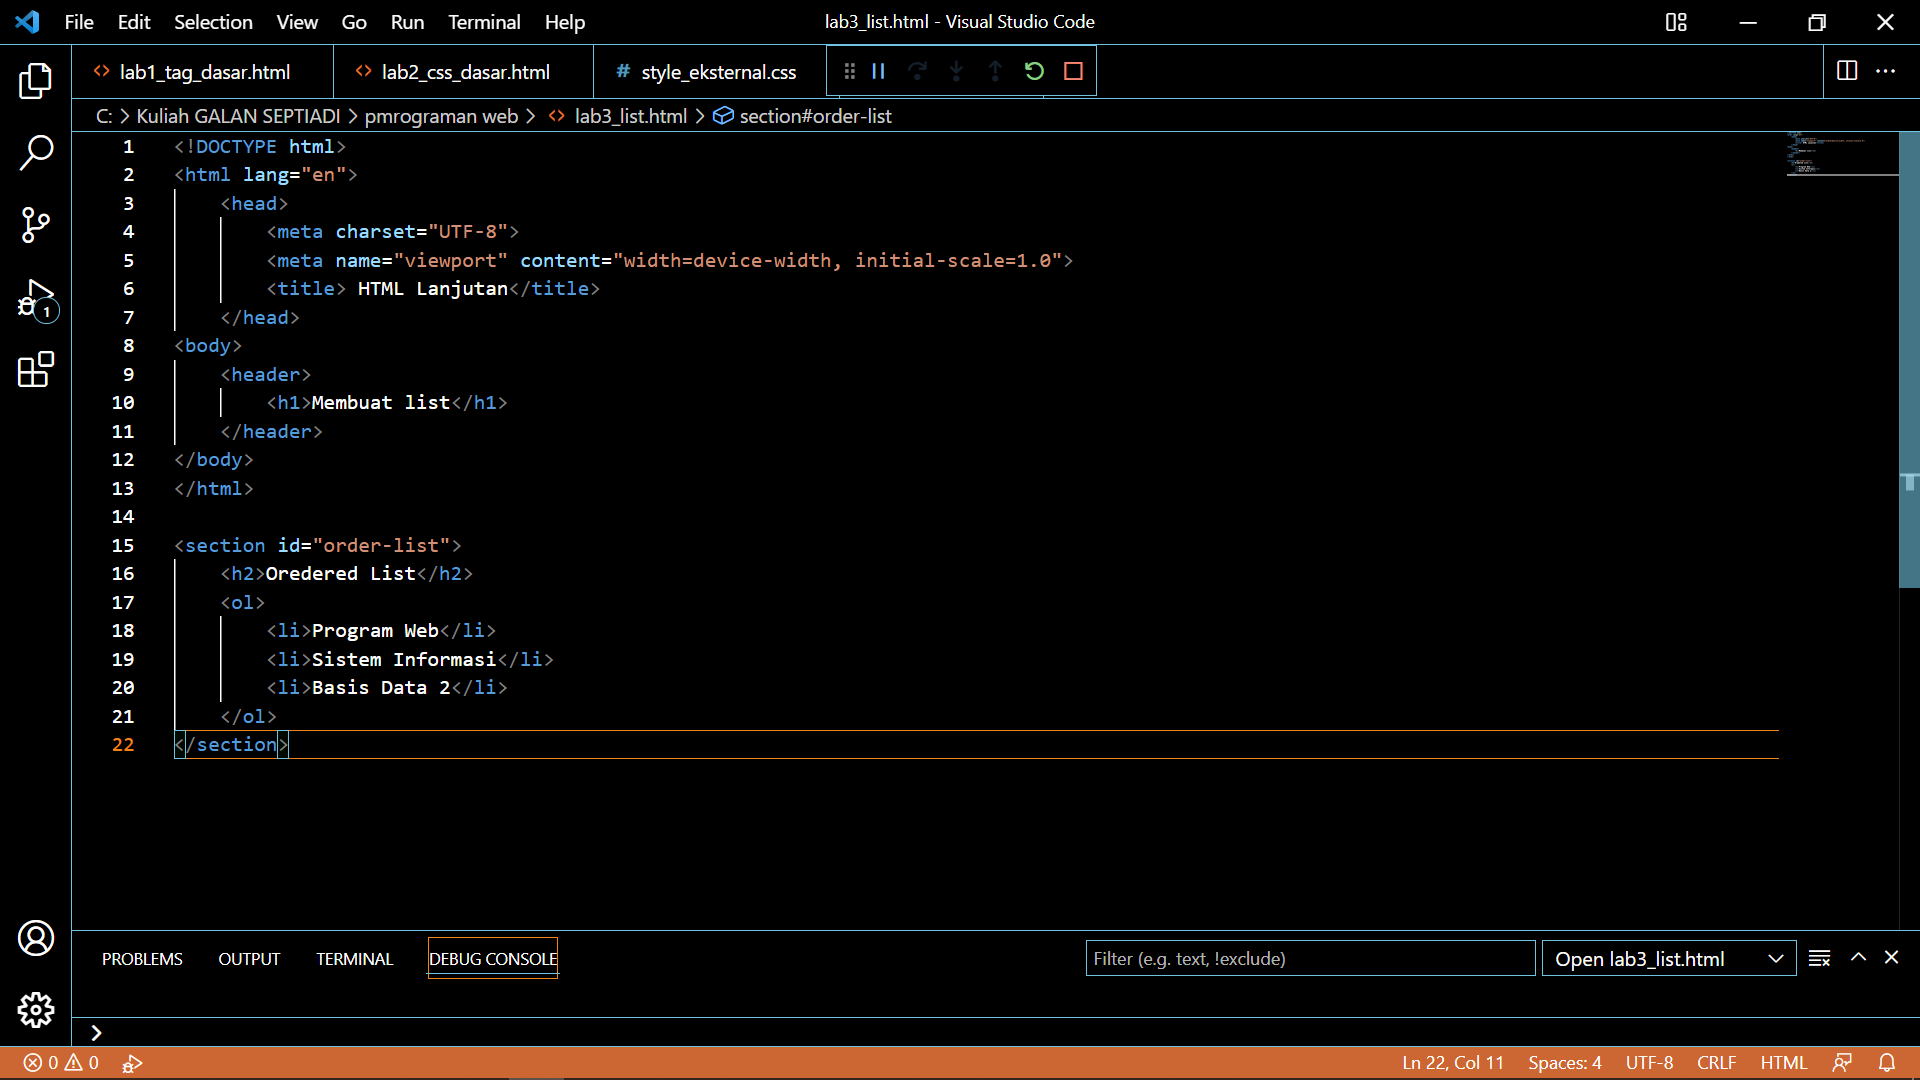 File Edit Selection View Go Run Terminal Help lab3_list.html - Visual Studio Code
lab1_tag_dasar.html lab2_css_dasar.html # style_eksternal.css
C: > Kuliah GALAN SEPTIADI > pmrograman web > lab3_list.html > section#order-list
1 <!DOCTYPE html>
2 <html lang="en">
3 <head>
4 <meta charset="UTF-8">
5 <meta name="viewport" content="width=device-width, initial-scale=1.0">
6 <title> HTML Lanjutan</title>
7 </head>
8 <body>
9 <header>
10 <h1>Membuat list</h1>
11 </header>
12 </body>
13 </html>
14
15 <section id="order-list">
16 <h2>Oredered List</h2>
17 <ol>
18 <li>Program Web</li>
19 <li>Sistem Informasi</li>
20 <li>Basis Data 2</li>
21 </ol>
22 </section>
1
PROBLEMS OUTPUT TERMINAL DEBUG CONSOLE Filter (e.g. text, !exclude) Open lab3_list.html
0 0 Ln 22, Col 11 Spaces: 4 UTF-8 CRLF HTML